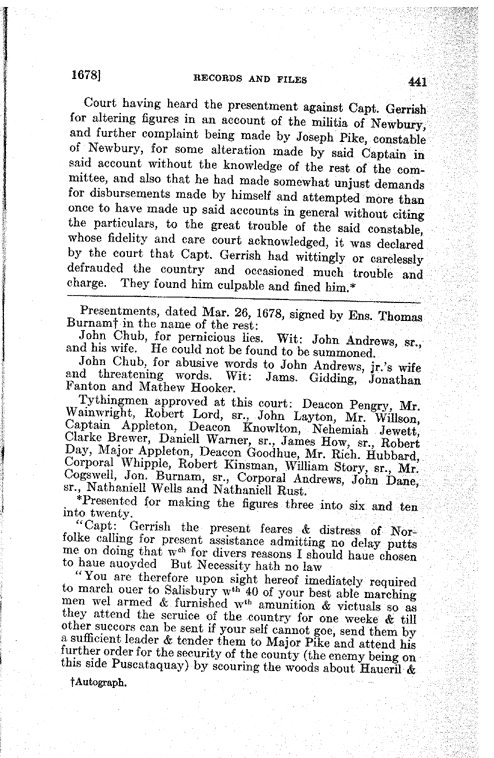 1678] RECORDS AND FILES 441
Court having heard the presentment against Capt. Gerrish
for altering figures in an account of the militia of Newbury,
and further complaint being made by Joseph Pike, constable
of Newbury, for some alteration made by said Captain in
said account without the knowledge of the rest of the com-
mittee, and also that he had made somewhat unjust demands
for disbursements made by himself and attempted more than
once to have made up said accounts in general without citing
the particulars, to the great trouble of the said constable,
whose fidelity and care court acknowledged, it was declared
by the court that Capt. Gerrish had wittingly or carelessly
defrauded the country and occasioned much trouble and
charge. They found him culpable and fined him.*
Presentments, dated Mar. 26, 1678, signed by Ens. Thomas
Burnam† in the name of the rest:
John Chub, for pernicious lies. Wit: John Andrews, sr.,
and his wife. He could not be found to be summoned.
John Chub, for abusive words to John Andrews, jr.'s wife
and threatening words. Wit: Jams. Gidding, Jonathan
Fanton and Mathew Hooker.
Tythingmen approved at this court: Deacon Pengry, Mr.
Wainwright, Robert Lord, sr., John Layton, Mr. Willson,
Captain Appleton, Deacon Knowlton, Nehemiah Jewett,
Clarke Brewer, Daniell Warner, sr., James How, sr., Robert
Day, Major Appleton, Deacon Goodhue, Mr. Rich. Hubbard,
Corporal Whipple, Robert Kinsman, William Story, sr., Mr.
Cogswell, Jon. Burnam, sr., Corporal Andrews, John Dane,
sr., Nathaniell Wells and Nathaniell Rust.
*Presented for making the figures three into six and ten
into twenty.
"Capt: Gerrish the present feares & distress of Nor-
folke calling for present assistance admitting no delay putts
me on doing that wch for divers reasons I should haue chosen
to haue auoyded But Necessity hath no law
"You are therefore upon sight hereof imediately required
to march ouer to Salisbury wth 40 of your best able marching
men wel armed & furnished wth amunition & victuals so as
they attend the seruice of the country for one weeke & till
other succors can be sent if your self cannot goe, send them by
a sufficient leader & tender them to Major Pike and attend his
further order for the security of the county (the enemy being on
this side Puscataquay) by scouring the woods about Haueril &
†Autograph.